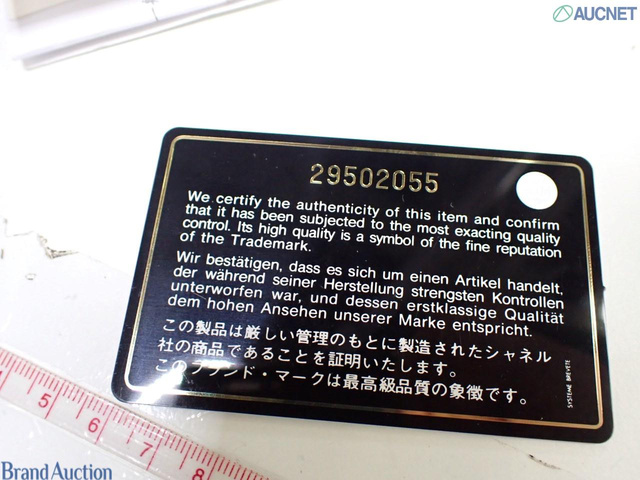 AUCNET
29502055
We certify the authenticity of this item and confirm
that it has been subjected to the most exacting quality
control. Its high quality is a symbol of the fine reputation
of the Trademark.
Wir bestätigen, dass es sich um einen Artikel handelt,
der während seiner Herstellung strengsten Kontrollen
unterworfen war, und dessen erstklassige Qualität
dem hohen Ansehen unserer Marke entspricht.
この製品は厳しい管理のもとに製造されたシャネル
社の商品であることを証明いたします。
このブランド・マークは最高級品質の象徴です。
SYSTEME BREVETE
5 6 7 8
Brand Auction